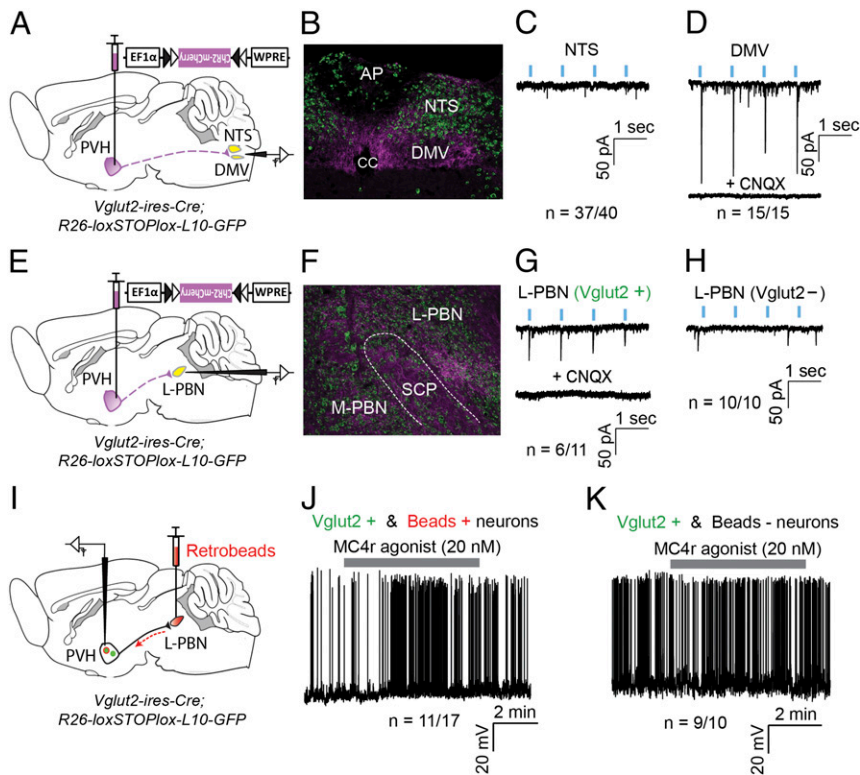 A
EF1α ChR2-mCherry WPRE
PVH
NTS
DMV
Vglut2-ires-Cre;
R26-loxSTOPlox-L10-GFP
B
AP
NTS
DMV
CC
C
NTS
1 sec
50 pA
n = 37/40
D
DMV
1 sec
50 pA
+ CNQX
n = 15/15
E
EF1α ChR2-mCherry WPRE
PVH
L-PBN
Vglut2-ires-Cre;
R26-loxSTOPlox-L10-GFP
F
L-PBN
SCP
M-PBN
G
L-PBN (Vglut2 +)
+ CNQX
1 sec
50 pA
n = 6/11
H
L-PBN (Vglut2−)
1 sec
50 pA
n = 10/10
I
Retrobeads
L-PBN
PVH
Vglut2-ires-Cre;
R26-loxSTOPlox-L10-GFP
J
Vglut2 + & Beads + neurons
MC4r agonist (20 nM)
n = 11/17
2 min
20 mV
K
Vglut2 + & Beads - neurons
MC4r agonist (20 nM)
n = 9/10
2 min
20 mV